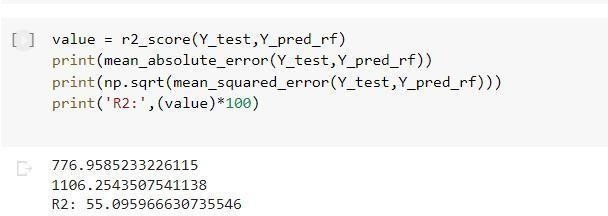 [ ] value = r2_score(Y_test,Y_pred_rf)
print(mean_absolute_error(Y_test,Y_pred_rf))
print(np.sqrt(mean_squared_error(Y_test,Y_pred_rf)))
print('R2:',(value)*100)
776.9585233226115
1106.2543507541138
R2: 55.095966630735546